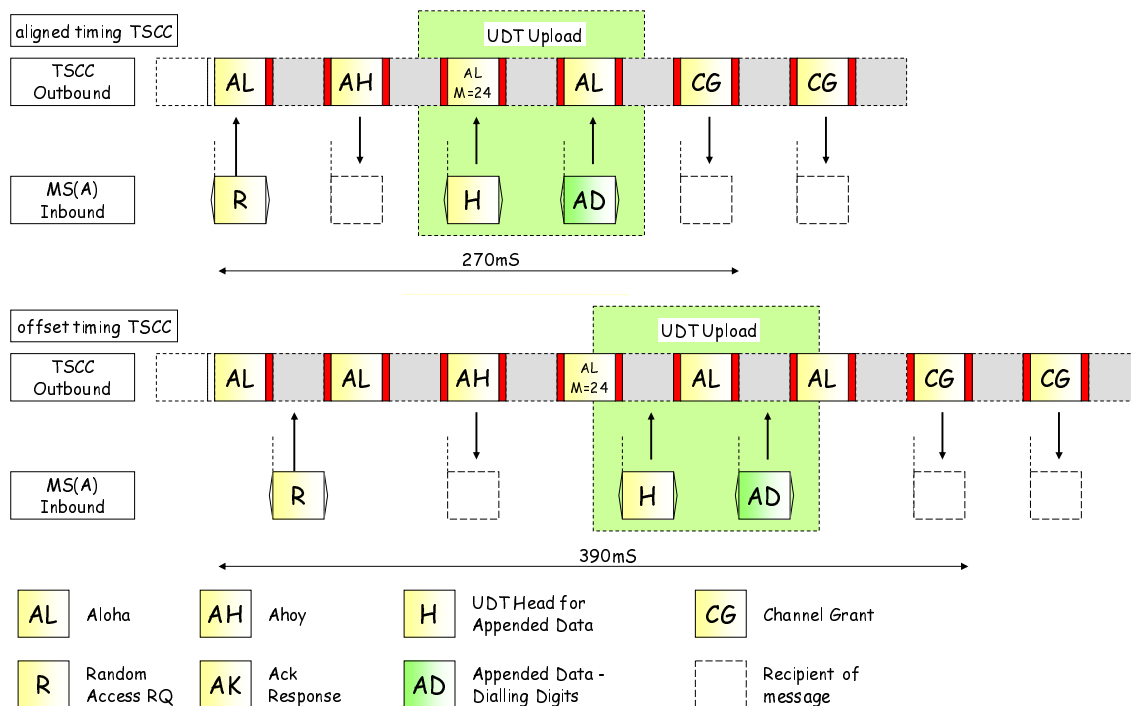 aligned timing TSCC
UDT Upload
TSCC
Outbound
AL
AH
AL
M=24
AL
CG
CG
MS(A)
Inbound
R
H
AD
270mS
offset timing TSCC
UDT Upload
TSCC
Outbound
AL
AL
AH
AL
M=24
AL
AL
CG
CG
MS(A)
Inbound
R
H
AD
390mS
AL
Aloha
AH
Ahoy
H
UDT Head for
Appended Data
CG
Channel Grant
R
Random
Access RQ
AK
Ack
Response
AD
Appended Data -
Dialling Digits
Recipient of
message